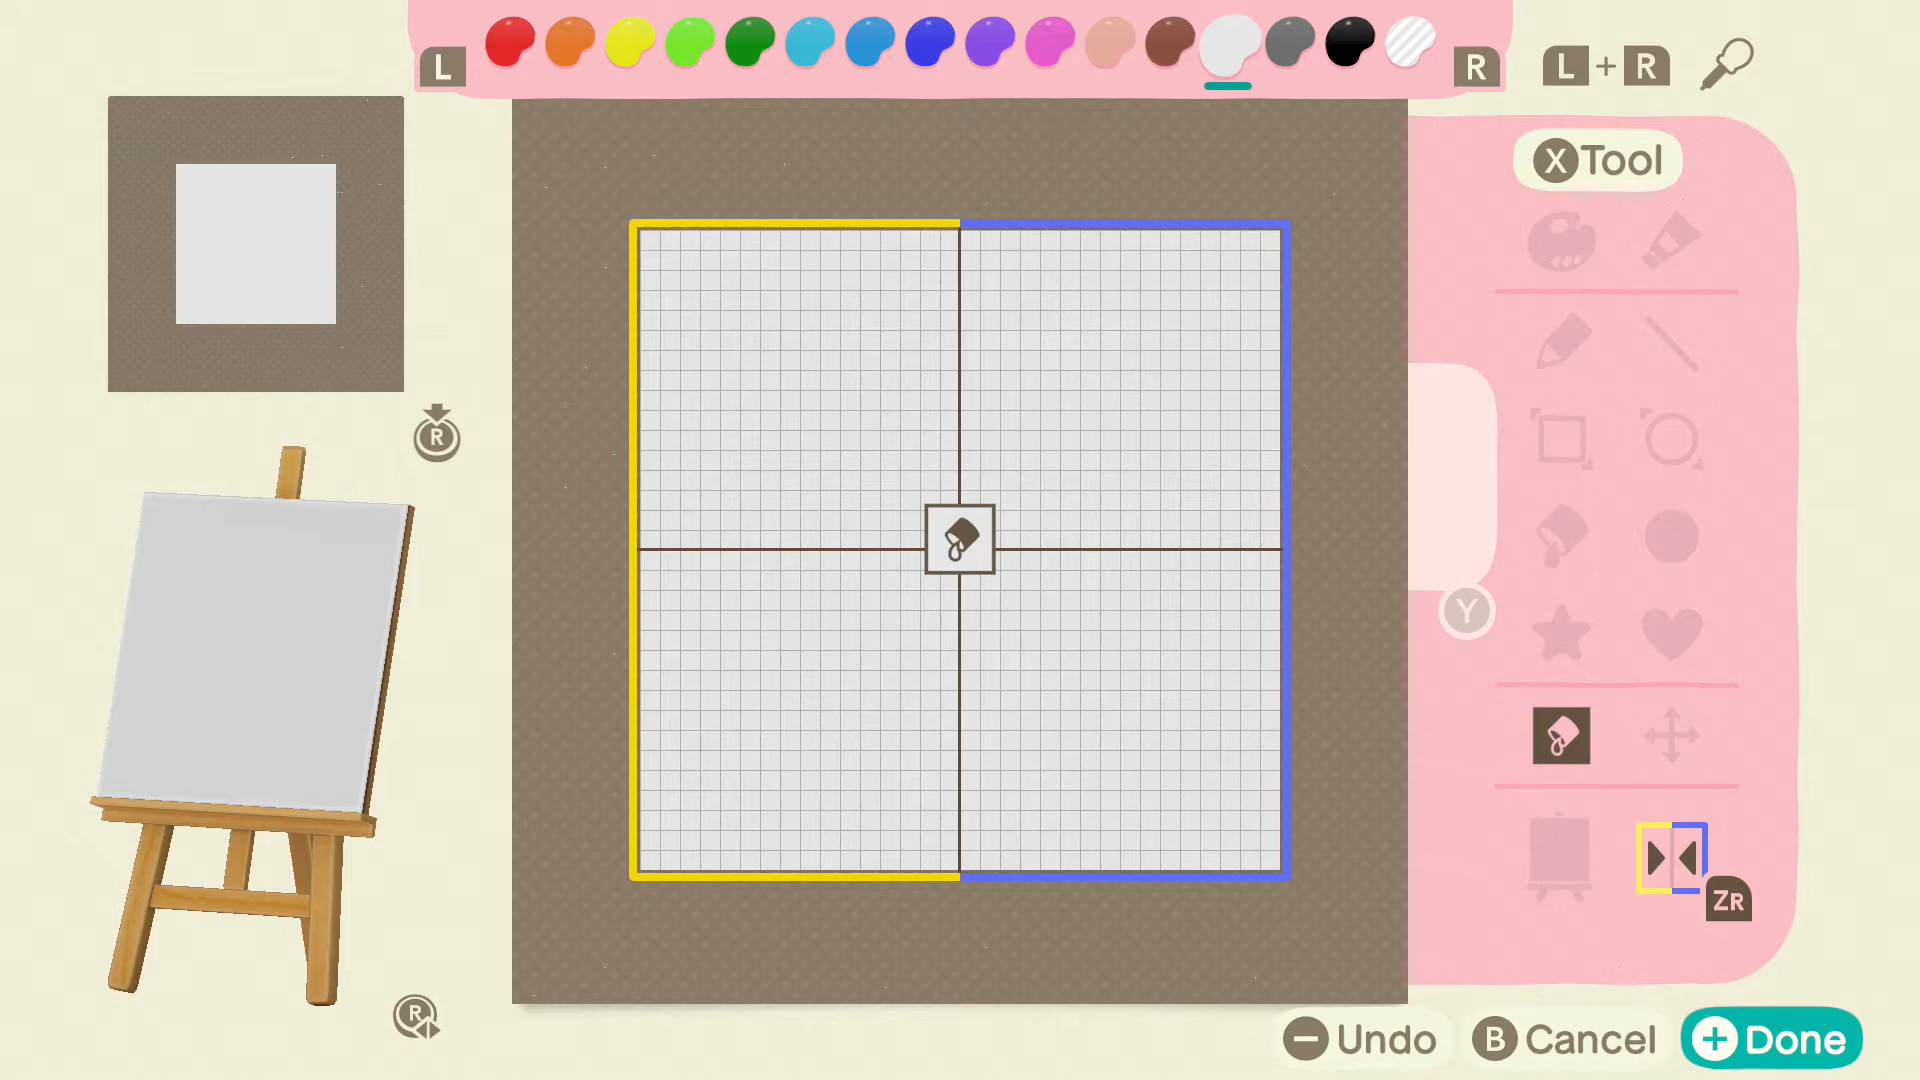 L
R
L + R
X Tool
R
Y
ZR
R
− Undo
B Cancel
+ Done